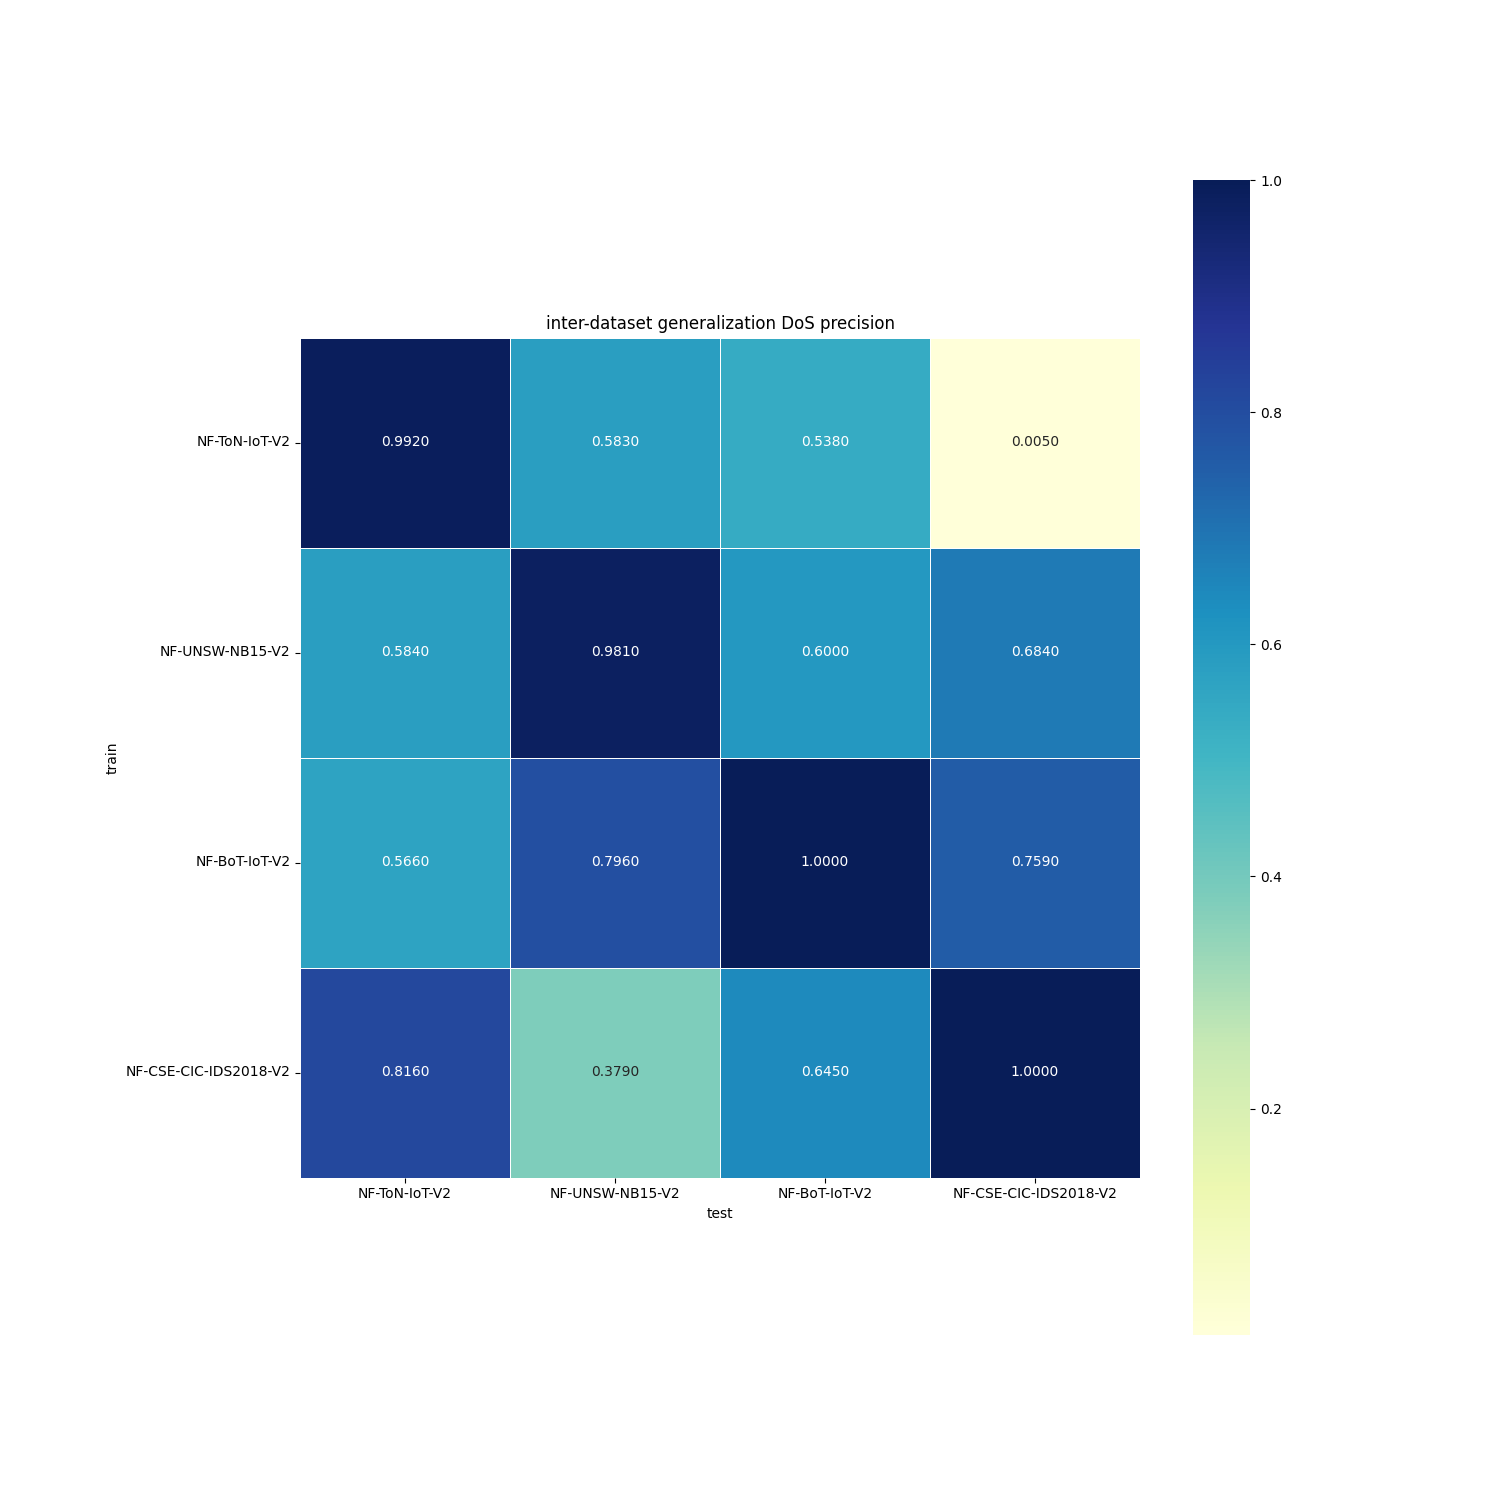 1.0
inter-dataset generalization DoS precision
0.8
NF-ToN-IoT-V2 0.9920 0.5830 0.5380 0.0050
0.6
NF-UNSW-NB15-V2 0.5840 0.9810 0.6000 0.6840
train
NF-BoT-IoT-V2 0.5660 0.7960 1.0000 0.7590
0.4
NF-CSE-CIC-IDS2018-V2 0.8160 0.3790 0.6450 1.0000
0.2
NF-ToN-IoT-V2 NF-UNSW-NB15-V2 NF-BoT-IoT-V2 NF-CSE-CIC-IDS2018-V2
test